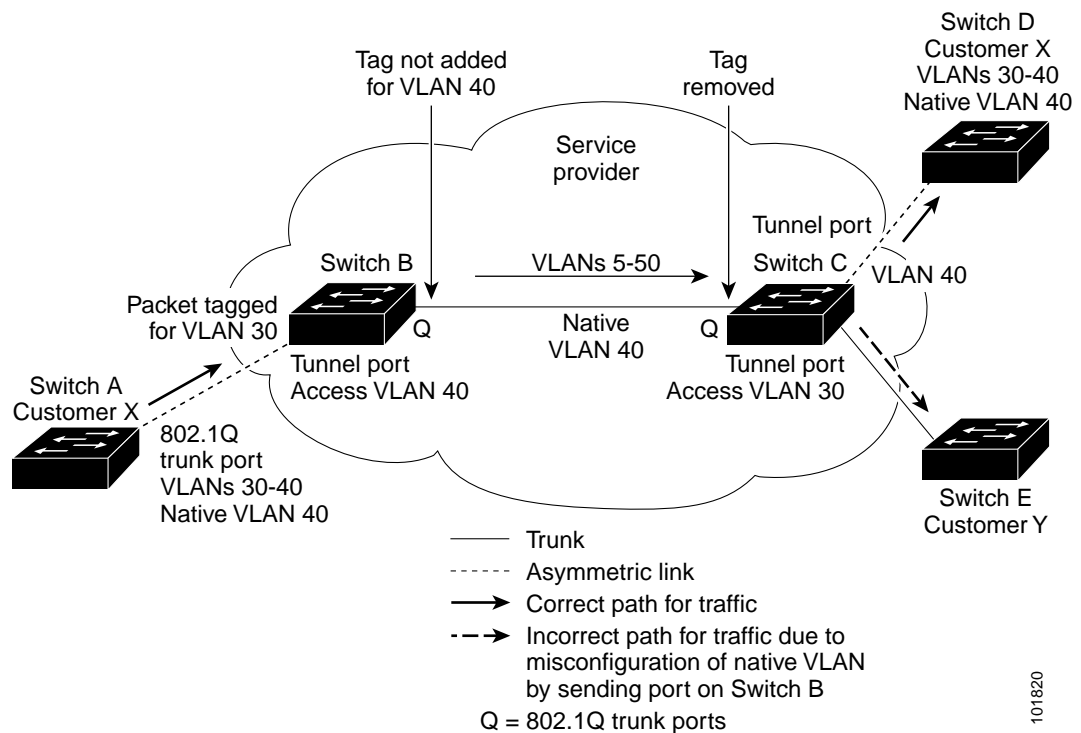 Tag not added
for VLAN 40
Tag
removed
Switch D
Customer X
VLANs 30-40
Native VLAN 40
Service
provider
Tunnel port
Switch B
VLANs 5-50
Switch C
VLAN 40
Packet tagged
for VLAN 30
Q
Native
VLAN 40
Q
Tunnel port
Access VLAN 40
Tunnel port
Access VLAN 30
Switch A
Customer X
802.1Q
trunk port
VLANs 30-40
Native VLAN 40
Switch E
Customer Y
Trunk
Asymmetric link
Correct path for traffic
Incorrect path for traffic due to
misconfiguration of native VLAN
by sending port on Switch B
Q = 802.1Q trunk ports
101820